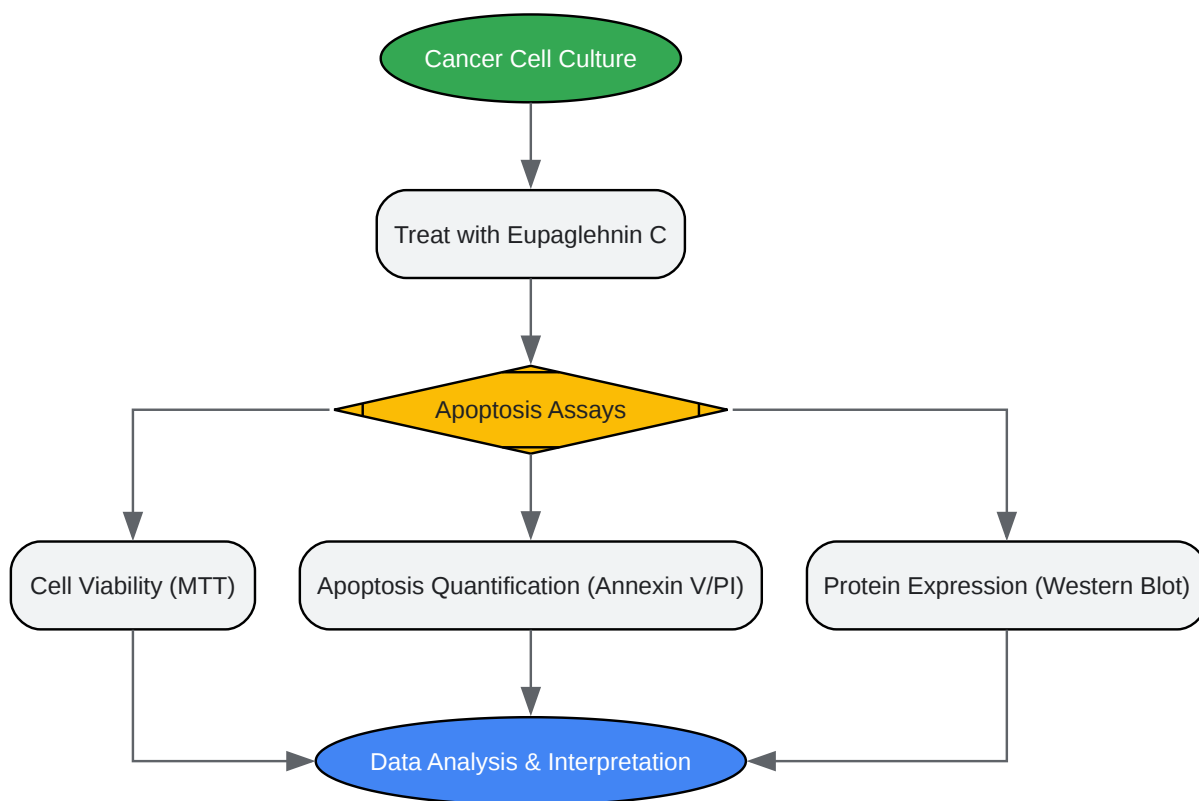 Cancer Cell Culture
Treat with Eupaglehnin C
Apoptosis Assays
Cell Viability (MTT)
Apoptosis Quantification (Annexin V/PI)
Protein Expression (Western Blot)
Data Analysis & Interpretation